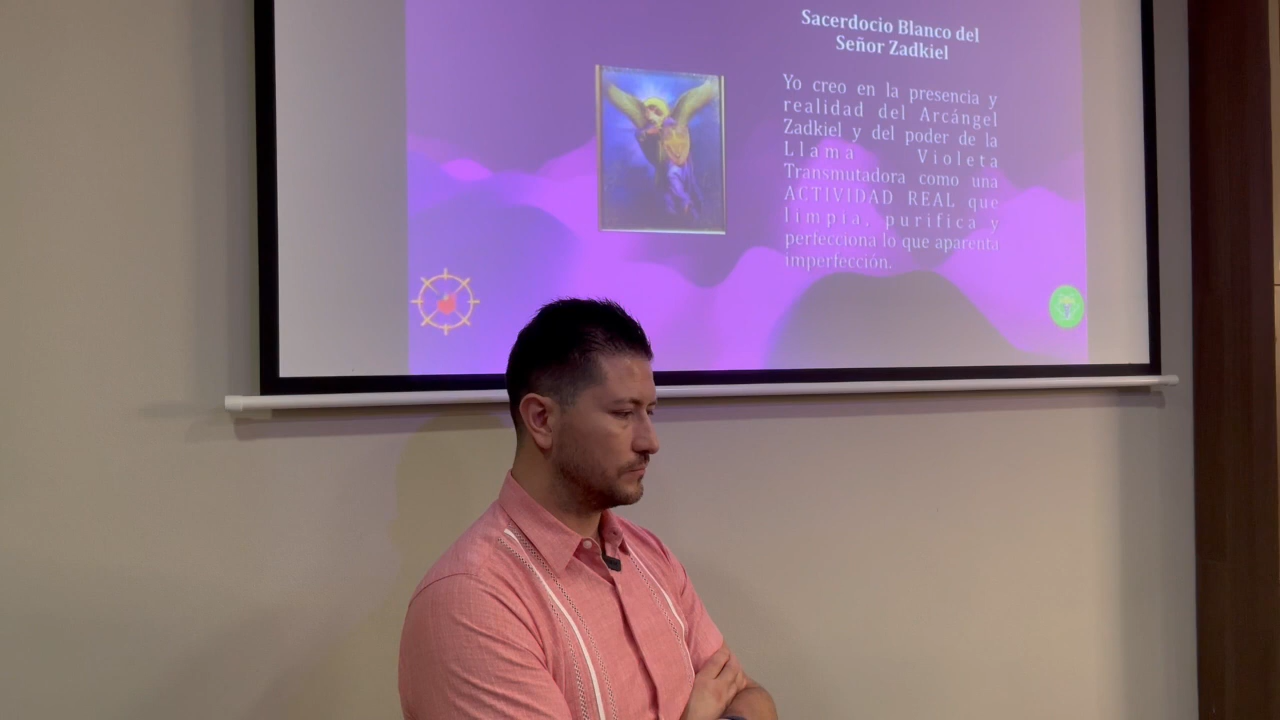 Sacerdocio Blanco del
Señor Zadkiel
Yo creo en la presencia y
realidad del Arcángel
Zadkiel y del poder de la
Llama Violeta
Transmutadora como una
ACTIVIDAD REAL que
limpia, purifica y
perfecciona lo que aparenta
imperfección.